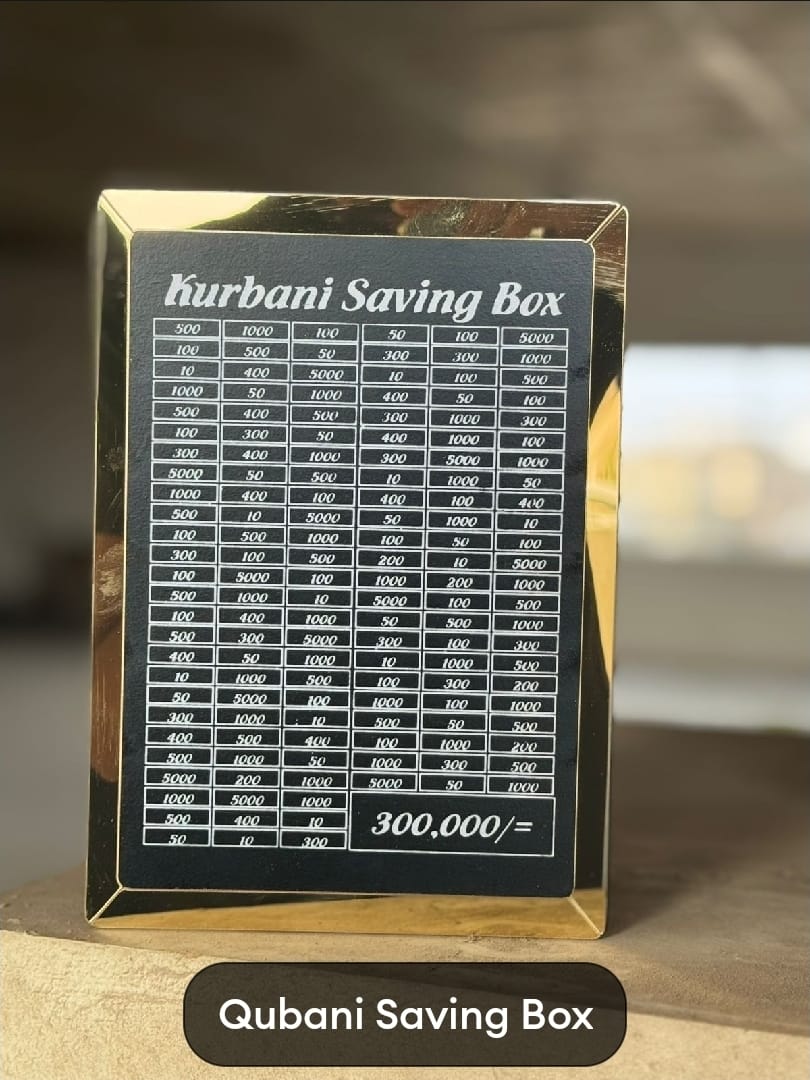 Kurbani Saving Box
500 1000 100 50 100 5000
100 500 50 300 300 1000
10 400 5000 10 100 500
1000 50 1000 400 50 100
500 400 500 300 1000 300
100 300 50 400 1000 100
300 400 1000 300 5000 1000
5000 50 500 10 1000 50
1000 400 100 400 100 400
500 10 5000 50 1000 10
100 500 1000 100 50 100
300 100 500 200 10 5000
100 5000 100 1000 200 1000
500 1000 10 5000 100 500
100 400 1000 50 500 1000
500 300 5000 300 100 300
400 50 1000 10 1000 500
10 1000 500 100 300 200
50 5000 100 1000 100 1000
300 1000 10 500 50 500
400 500 400 100 1000 200
500 1000 50 1000 300 500
5000 200 1000 5000 50 1000
1000 5000 1000
500 400 10
50 10 300
300,000/=
Qubani Saving Box